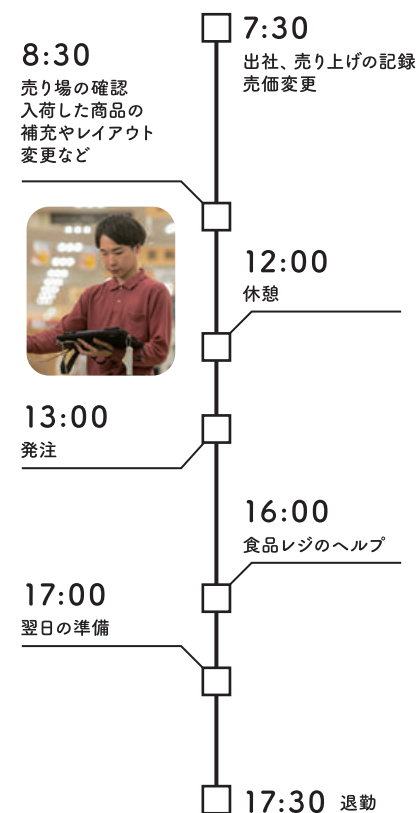 7:30
出社、売り上げの記録
売価変更
8:30
売り場の確認
入荷した商品の
補充やレイアウト
変更など
12:00
休憩
13:00
発注
16:00
食品レジのヘルプ
17:00
翌日の準備
17:30 退勤